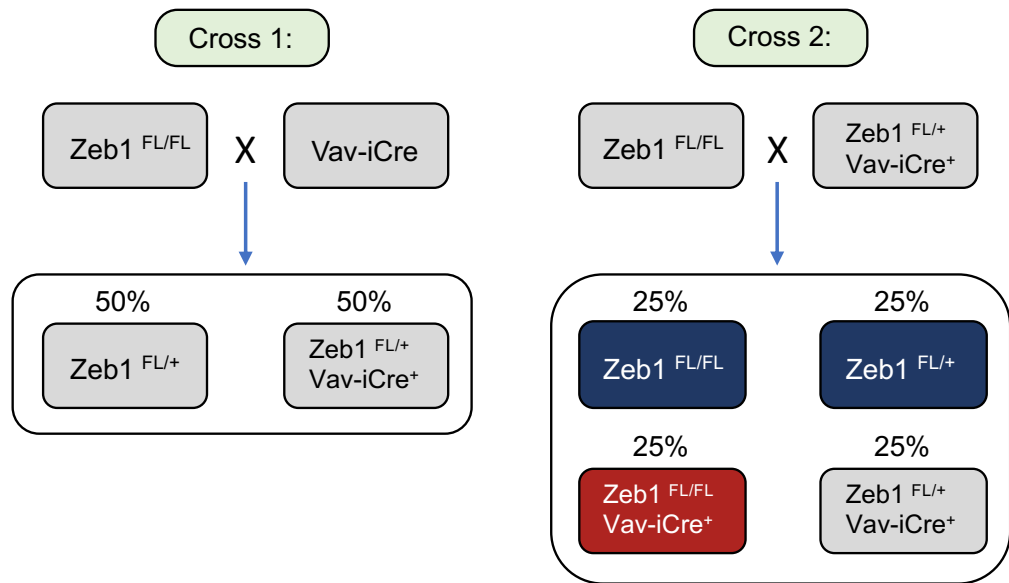 Cross 1:
Zeb1 FL/FL
X
Vav-iCre
50%
50%
Zeb1 FL/+
Zeb1 FL/+
Vav-iCre+
Cross 2:
Zeb1 FL/FL
X
Zeb1 FL/+
Vav-iCre+
25%
25%
Zeb1 FL/FL
Zeb1 FL/+
25%
25%
Zeb1 FL/FL
Vav-iCre+
Zeb1 FL/+
Vav-iCre+